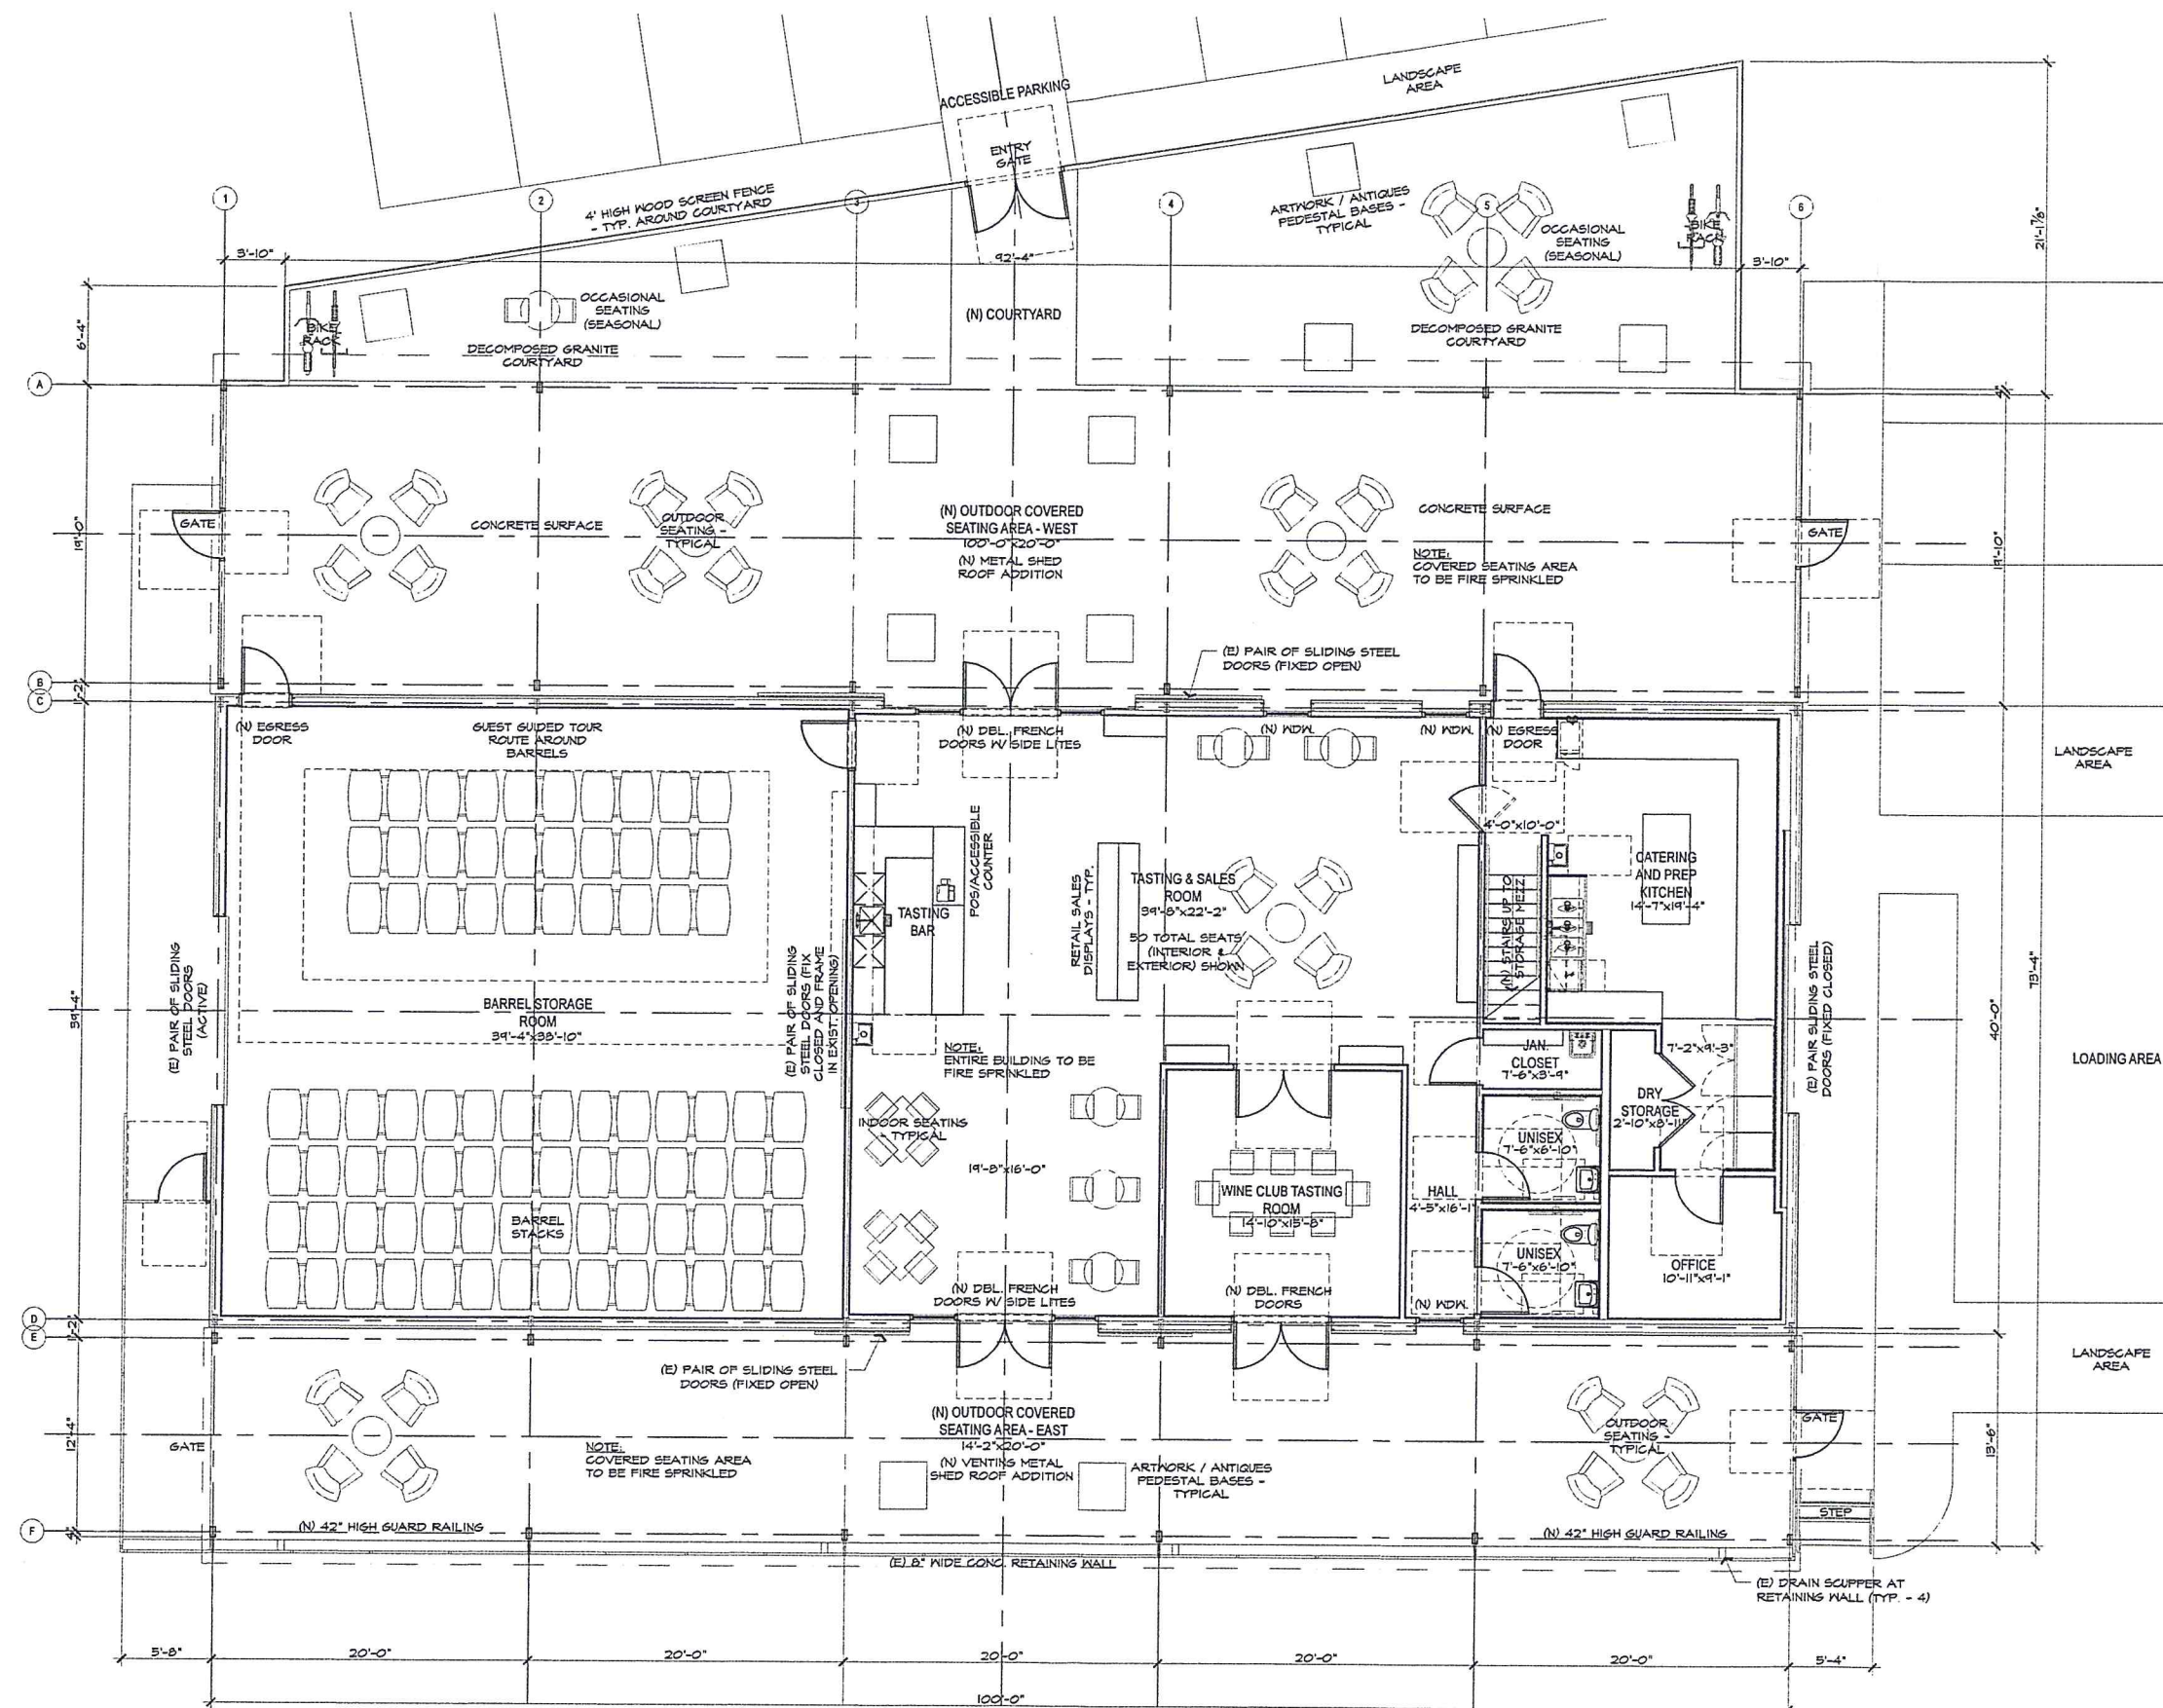 ACCESSIBLE PARKING
LANDSCAPE
AREA
ENTRY
GATE
4' HIGH WOOD SCREEN FENCE
- TYP. AROUND COURTYARD
ARTWORK / ANTIQUES
PEDESTAL BASES -
TYPICAL
1
2
3
4
5
6
OCCASIONAL
SEATING
(SEASONAL)
BIKE
RACK
21'-1⅞"
3'-10"
92'-4"
3'-10"
6'-4"
BIKE
RACK
OCCASIONAL
SEATING
(SEASONAL)
(N) COURTYARD
DECOMPOSED GRANITE
COURTYARD
DECOMPOSED GRANITE
COURTYARD
A
4"
GATE
CONCRETE SURFACE
OUTDOOR
SEATING -
TYPICAL
(N) OUTDOOR COVERED
SEATING AREA - WEST
100'-0"x20'-0"
(N) METAL SHED
ROOF ADDITION
CONCRETE SURFACE
NOTE:
COVERED SEATING AREA
TO BE FIRE SPRINKLED
GATE
19'-0"
19'-10"
(E) PAIR OF SLIDING STEEL
DOORS (FIXED OPEN)
B
C
1'-2"
(N) EGRESS
DOOR
GUEST GUIDED TOUR
ROUTE AROUND
BARRELS
(N) DBL. FRENCH
DOORS W/ SIDE LITES
(N) WDW.
(N) WDW.
(N) EGRESS
DOOR
LANDSCAPE
AREA
4'-0"x10'-0"
POS/ACCESSIBLE
COUNTER
TASTING
BAR
RETAIL SALES
DISPLAYS - TYP.
TASTING & SALES
ROOM
39'-8"x22'-2"
50 TOTAL SEATS
(INTERIOR &
EXTERIOR) SHOWN
(N) STAIRS UP TO
STORAGE MEZZ.
CATERING
AND PREP
KITCHEN
14'-7"x19'-4"
(E) PAIR OF SLIDING
STEEL DOORS
(ACTIVE)
(E) PAIR OF SLIDING
STEEL DOORS (FIX
CLOSED AND FRAME
IN EXIST. OPENING)
(E) PAIR SLIDING STEEL
DOORS (FIXED CLOSED)
39'-4"
40'-0"
73'-4"
BARREL STORAGE
ROOM
39'-4"x38'-10"
NOTE:
ENTIRE BUILDING TO BE
FIRE SPRINKLED
JAN.
CLOSET
7'-6"x3'-9"
7'-2"x9'-3"
LOADING AREA
DRY
STORAGE
2'-10"x8'-11"
INDOOR SEATING
- TYPICAL
19'-8"x16'-0"
UNISEX
7'-6"x6'-10"
WINE CLUB TASTING
ROOM
14'-10"x15'-8"
HALL
4'-5"x16'-1"
BARREL
STACKS
UNISEX
7'-6"x6'-10"
OFFICE
10'-11"x9'-1"
(N) DBL. FRENCH
DOORS W/ SIDE LITES
(N) DBL. FRENCH
DOORS
(N) WDW.
D
E
1'-2"
LANDSCAPE
AREA
(E) PAIR OF SLIDING STEEL
DOORS (FIXED OPEN)
(N) OUTDOOR COVERED
SEATING AREA - EAST
14'-2"x20'-0"
(N) VENTING METAL
SHED ROOF ADDITION
GATE
NOTE:
COVERED SEATING AREA
TO BE FIRE SPRINKLED
ARTWORK / ANTIQUES
PEDESTAL BASES -
TYPICAL
OUTDOOR
SEATING -
TYPICAL
GATE
12'-4"
13'-6"
STEP
F
4"
(N) 42" HIGH GUARD RAILING
(N) 42" HIGH GUARD RAILING
(E) 8" WIDE CONC. RETAINING WALL
(E) DRAIN SCUPPER AT
RETAINING WALL (TYP. - 4)
5'-8"
20'-0"
20'-0"
20'-0"
20'-0"
20'-0"
5'-4"
100'-0"